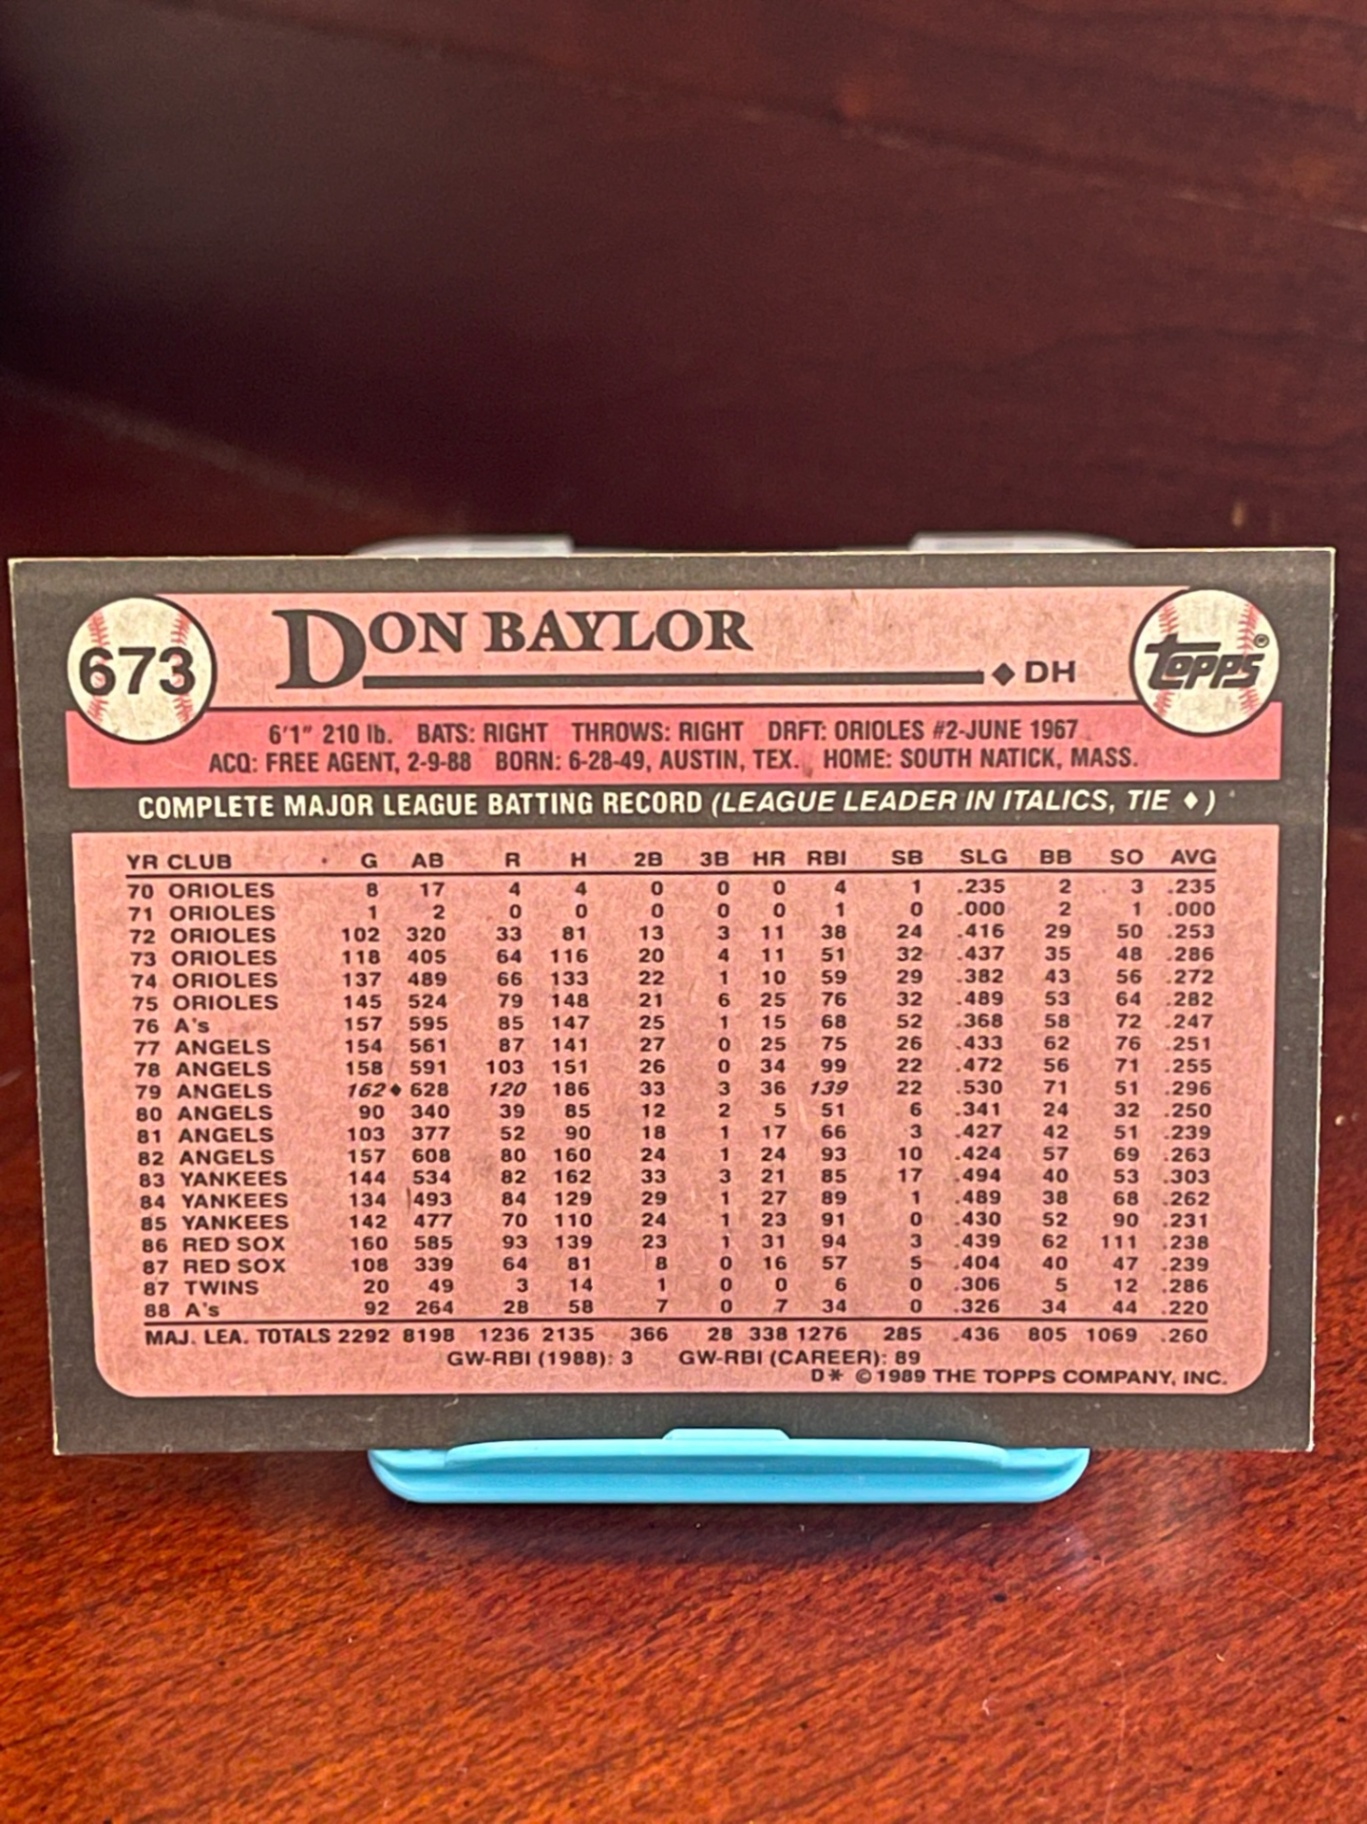 673
DON BAYLOR
◆ DH
topps®
6'1" 210 lb. BATS: RIGHT THROWS: RIGHT DRFT: ORIOLES #2-JUNE 1967
ACQ: FREE AGENT, 2-9-88 BORN: 6-28-49, AUSTIN, TEX. HOME: SOUTH NATICK, MASS.
COMPLETE MAJOR LEAGUE BATTING RECORD (LEAGUE LEADER IN ITALICS, TIE ♦)
YR CLUB G AB R H 2B 3B HR RBI SB SLG BB SO AVG
70 ORIOLES 8 17 4 4 0 0 0 4 1 .235 2 3 .235
71 ORIOLES 1 2 0 0 0 0 0 1 0 .000 2 1 .000
72 ORIOLES 102 320 33 81 13 3 11 38 24 .416 29 50 .253
73 ORIOLES 118 405 64 116 20 4 11 51 32 .437 35 48 .286
74 ORIOLES 137 489 66 133 22 1 10 59 29 .382 43 56 .272
75 ORIOLES 145 524 79 148 21 6 25 76 32 .489 53 64 .282
76 A's 157 595 85 147 25 1 15 68 52 .368 58 72 .247
77 ANGELS 154 561 87 141 27 0 25 75 26 .433 62 76 .251
78 ANGELS 158 591 103 151 26 0 34 99 22 .472 56 71 .255
79 ANGELS 162♦ 628 120 186 33 3 36 139 22 .530 71 51 .296
80 ANGELS 90 340 39 85 12 2 5 51 6 .341 24 32 .250
81 ANGELS 103 377 52 90 18 1 17 66 3 .427 42 51 .239
82 ANGELS 157 608 80 160 24 1 24 93 10 .424 57 69 .263
83 YANKEES 144 534 82 162 33 3 21 85 17 .494 40 53 .303
84 YANKEES 134 493 84 129 29 1 27 89 1 .489 38 68 .262
85 YANKEES 142 477 70 110 24 1 23 91 0 .430 52 90 .231
86 RED SOX 160 585 93 139 23 1 31 94 3 .439 62 111 .238
87 RED SOX 108 339 64 81 8 0 16 57 5 .404 40 47 .239
87 TWINS 20 49 3 14 1 0 0 6 0 .306 5 12 .286
88 A's 92 264 28 58 7 0 7 34 0 .326 34 44 .220
MAJ. LEA. TOTALS 2292 8198 1236 2135 366 28 338 1276 285 .436 805 1069 .260
GW-RBI (1988): 3 GW-RBI (CAREER): 89
D* ©1989 THE TOPPS COMPANY, INC.